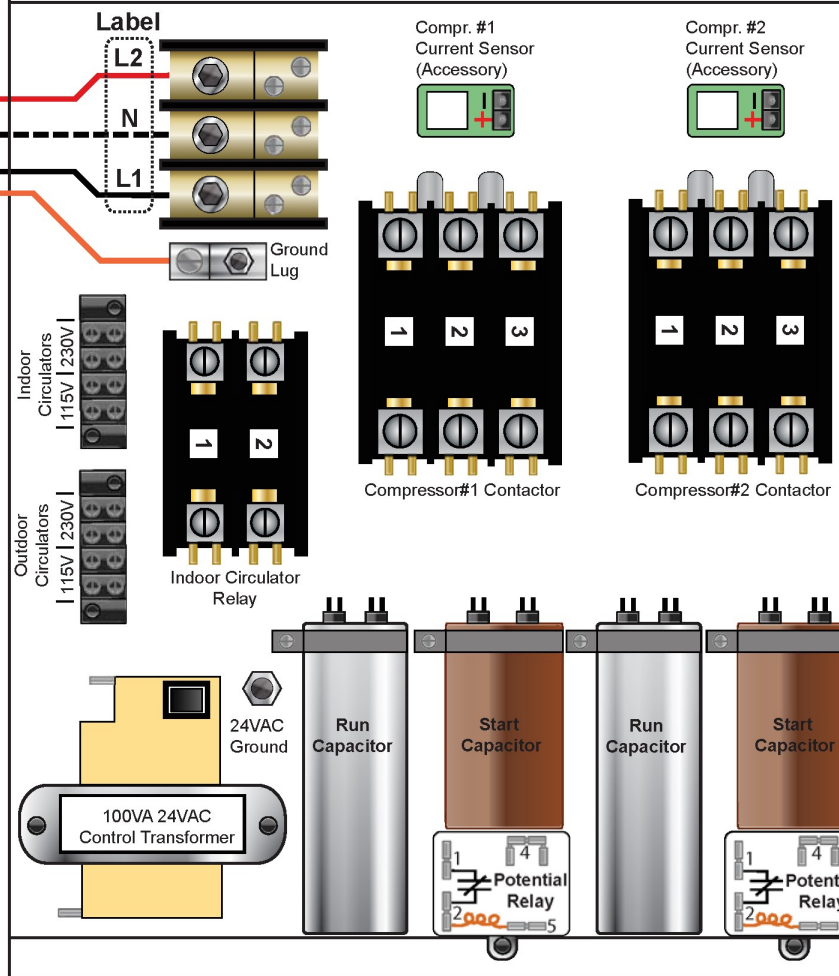 Label
L2
N
L1
Ground
Lug
Compr. #1
Current Sensor
(Accessory)
- 
+
Compr. #2
Current Sensor
(Accessory)
-
+
Indoor
Circulators
115V 230V
Outdoor
Circulators
115V 230V
1 2
Indoor Circulator
Relay
1 2 3
Compressor#1 Contactor
1 2 3
Compressor#2 Contactor
24VAC
Ground
100VA 24VAC
Control Transformer
Run
Capacitor
Start
Capacitor
Run
Capacitor
Start
Capacitor
1 4
Potential
Relay
2 5
1 4
Potent
Relay
2